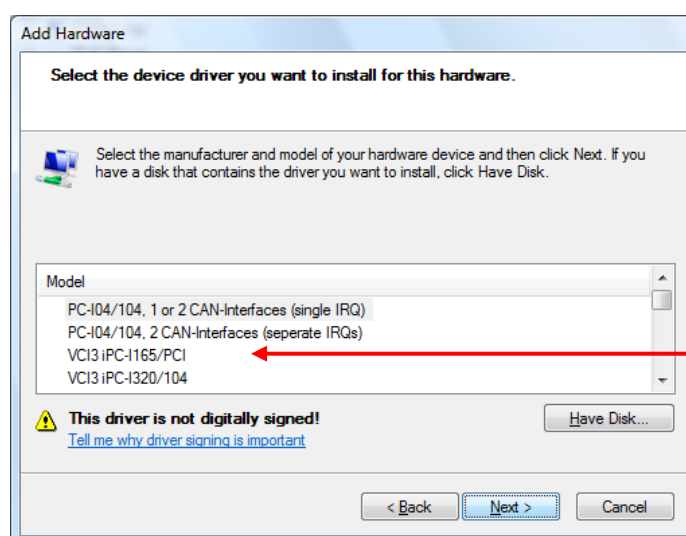 Add Hardware
Select the device driver you want to install for this hardware.
Select the manufacturer and model of your hardware device and then click Next. If you
have a disk that contains the driver you want to install, click Have Disk.
Model
PC-I04/104, 1 or 2 CAN-Interfaces (single IRQ)
PC-I04/104, 2 CAN-Interfaces (seperate IRQs)
VCI3 iPC-I165/PCI
VCI3 iPC-I320/104
This driver is not digitally signed!
Have Disk...
Tell me why driver signing is important
< Back
Next >
Cancel